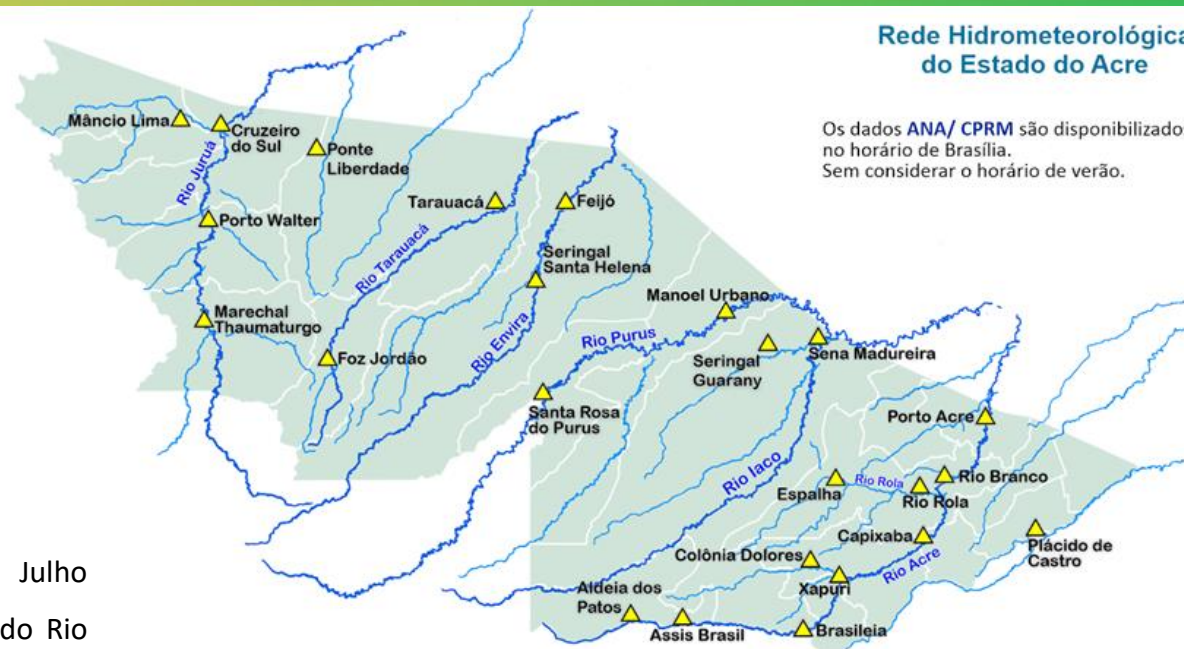 Rede Hidrometeorológica
do Estado do Acre
Os dados ANA/ CPRM são disponibilizados
no horário de Brasília.
Sem considerar o horário de verão.
Mâncio Lima
Cruzeiro
do Sul
Ponte
Liberdade
Rio Juruá
Porto Walter
Tarauacá
Feijó
Rio Tarauacá
Seringal
Santa Helena
Marechal
Thaumaturgo
Foz Jordão
Rio Envira
Manoel Urbano
Rio Purus
Seringal
Guarany
Sena Madureira
Santa Rosa
do Purus
Porto Acre
Rio Iaco
Espalha
Rio Rola
Rio Rola
Rio Branco
Capixaba
Plácido de
Castro
Colônia Dolores
Rio Acre
Xapuri
Aldeia dos
Patos
Assis Brasil
Brasileia
Julho
do Rio